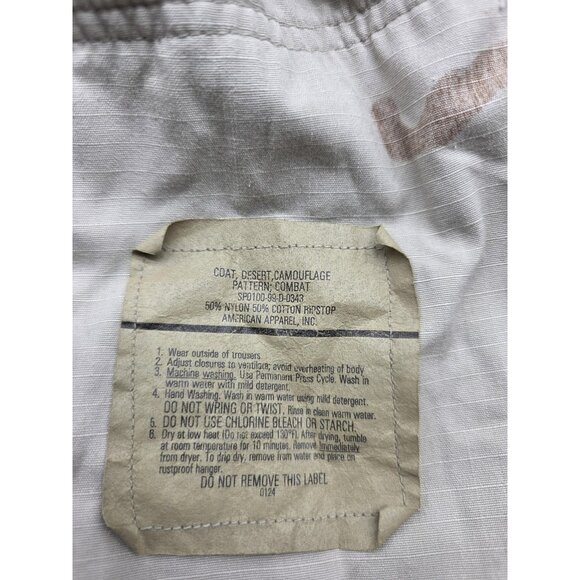 COAT, DESERT,CAMOUFLAGE
PATTERN; COMBAT
SP0100-99-D-0343
50% NYLON 50% COTTON RIPSTOP
AMERICAN APPAREL, INC.
1. Wear outside of trousers
2. Adjust closures to ventilate; avoid overheating of body
3. Machine washing. Use Permanent Press Cycle. Wash in
warm water with mild detergent.
4. Hand Washing. Wash in warm water using mild detergent.
DO NOT WRING OR TWIST. Rinse in clean warm water.
5. DO NOT USE CHLORINE BLEACH OR STARCH.
6. Dry at low heat (Do not exceed 130°F). After drying, tumble
at room temperature for 10 minutes. Remove immediately
from dryer. To drip dry, remove from water and place on
rustproof hanger.
DO NOT REMOVE THIS LABEL
0124